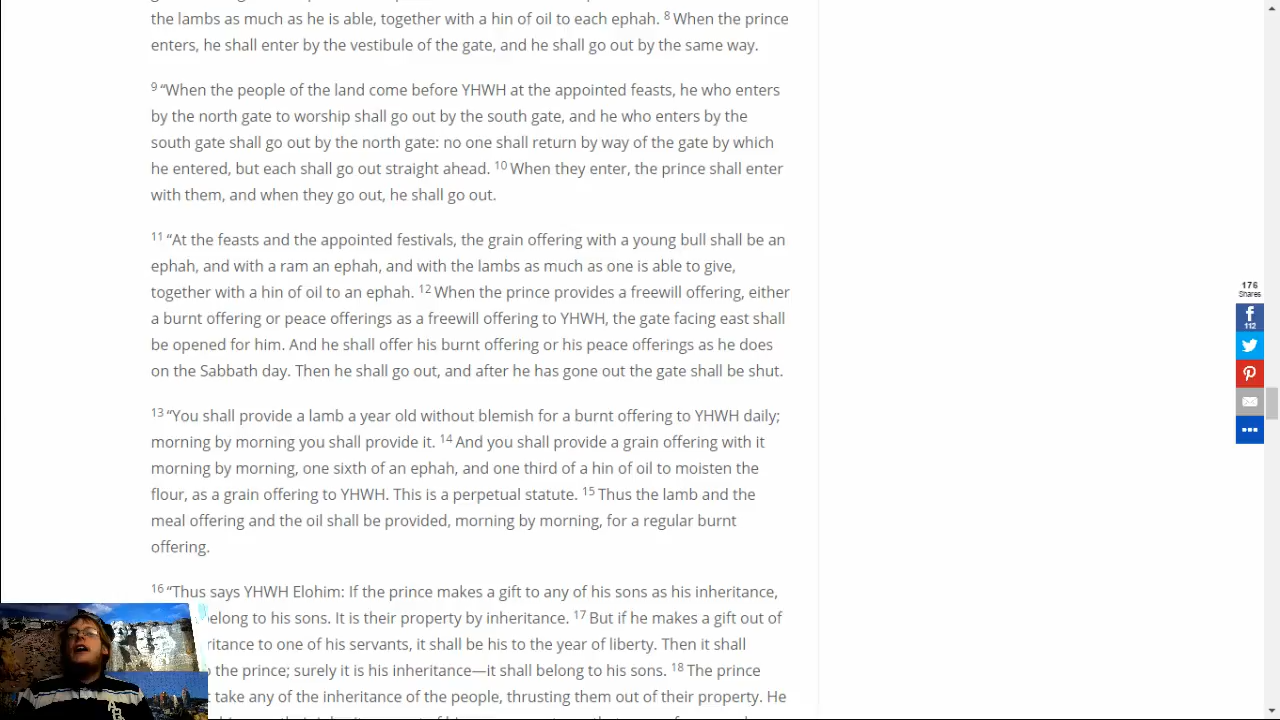 the lambs as much as he is able, together with a hin of oil to each ephah. 8 When the prince
enters, he shall enter by the vestibule of the gate, and he shall go out by the same way.
9 “When the people of the land come before YHWH at the appointed feasts, he who enters
by the north gate to worship shall go out by the south gate, and he who enters by the
south gate shall go out by the north gate: no one shall return by way of the gate by which
he entered, but each shall go out straight ahead. 10 When they enter, the prince shall enter
with them, and when they go out, he shall go out.
11 “At the feasts and the appointed festivals, the grain offering with a young bull shall be an
ephah, and with a ram an ephah, and with the lambs as much as one is able to give,
together with a hin of oil to an ephah. 12 When the prince provides a freewill offering, either
a burnt offering or peace offerings as a freewill offering to YHWH, the gate facing east shall
be opened for him. And he shall offer his burnt offering or his peace offerings as he does
on the Sabbath day. Then he shall go out, and after he has gone out the gate shall be shut.
13 “You shall provide a lamb a year old without blemish for a burnt offering to YHWH daily;
morning by morning you shall provide it. 14 And you shall provide a grain offering with it
morning by morning, one sixth of an ephah, and one third of a hin of oil to moisten the
flour, as a grain offering to YHWH. This is a perpetual statute. 15 Thus the lamb and the
meal offering and the oil shall be provided, morning by morning, for a regular burnt
offering.
16 “Thus says YHWH Elohim: If the prince makes a gift to any of his sons as his inheritance,
belong to his sons. It is their property by inheritance. 17 But if he makes a gift out of
ritance to one of his servants, it shall be his to the year of liberty. Then it shall
the prince; surely it is his inheritance—it shall belong to his sons. 18 The prince
take any of the inheritance of the people, thrusting them out of their property. He
176
Shares
112